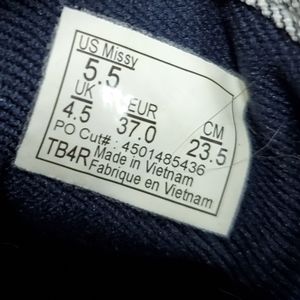 US Missy
5.5
UK EUR CM
4.5 37.0 23.5
PO Cut# : 4501485436
TB4R Made in Vietnam
Fabrique en Vietnam